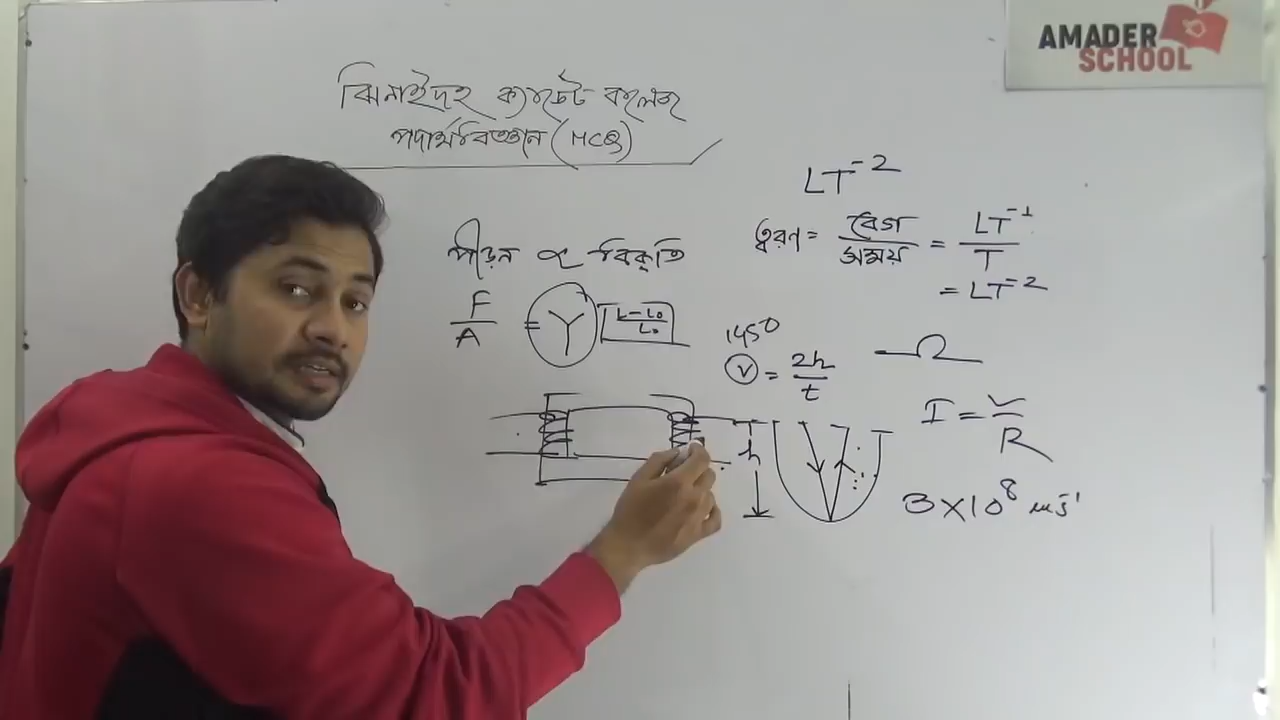 AMADER
SCHOOL
ঝিনাইদহ ক্যাডেট কলেজ
পদার্থবিজ্ঞান (MCQ)
LT⁻²
ত্বরণ = বেগ / সময় = LT⁻¹ / T
= LT⁻²
পীড়ন ∝ বিকৃতি
F / A = Y L-L₀ / L₀
1450
V = 2h / t
Ω
I = V / R
h
3×10⁸ ms⁻¹